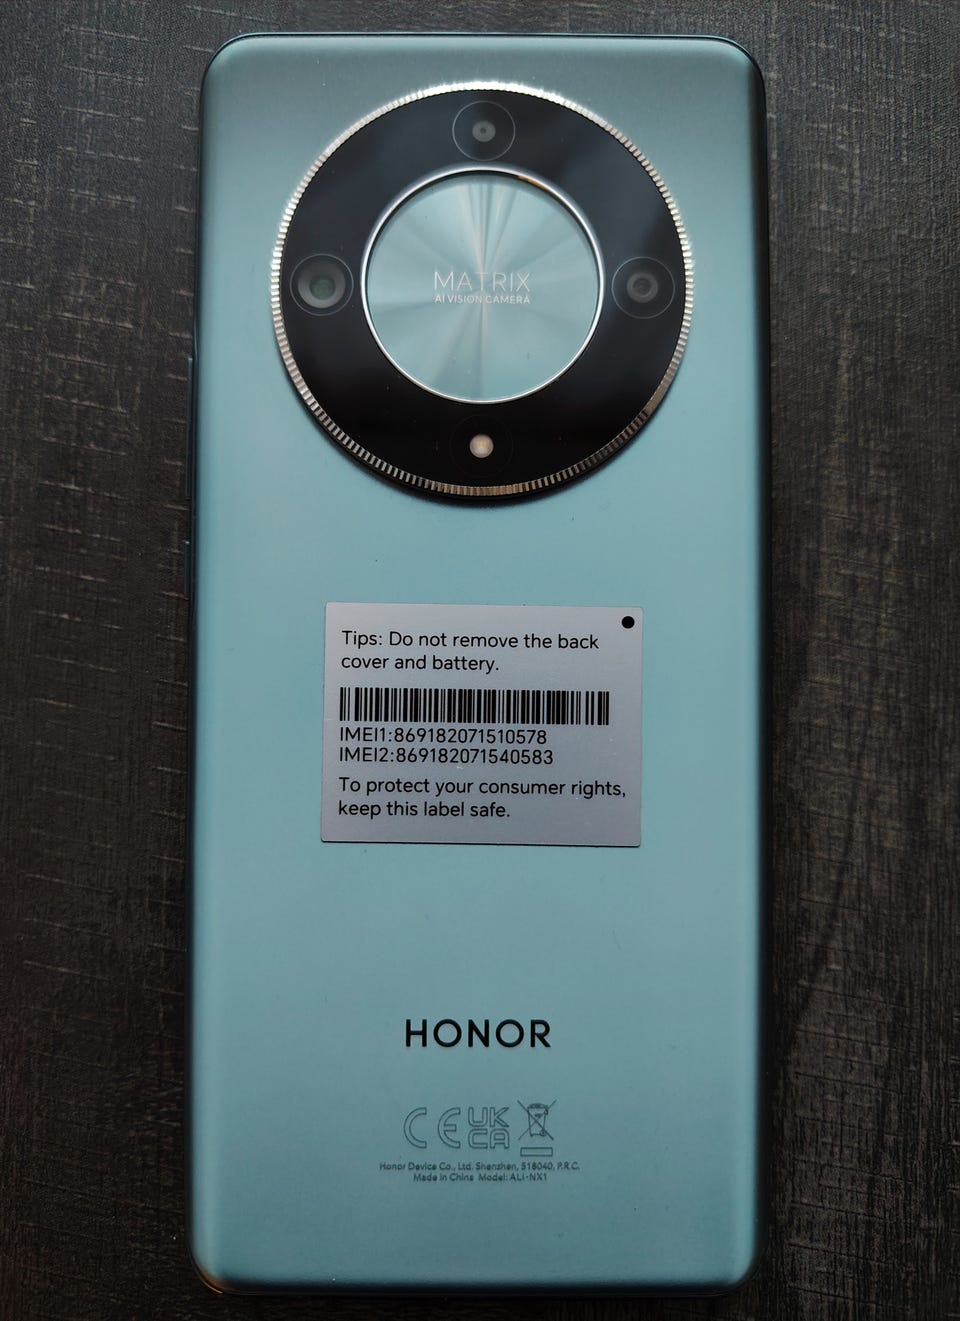 MATRIX
AI VISION CAMERA
Tips: Do not remove the back
cover and battery.
IMEI1:869182071510578
IMEI2:869182071540583
To protect your consumer rights,
keep this label safe.
HONOR
CE UK
CA
Honor Device Co., Ltd. Shenzhen, 518040, P.R.C.
Made in China Model: ALI-NX1